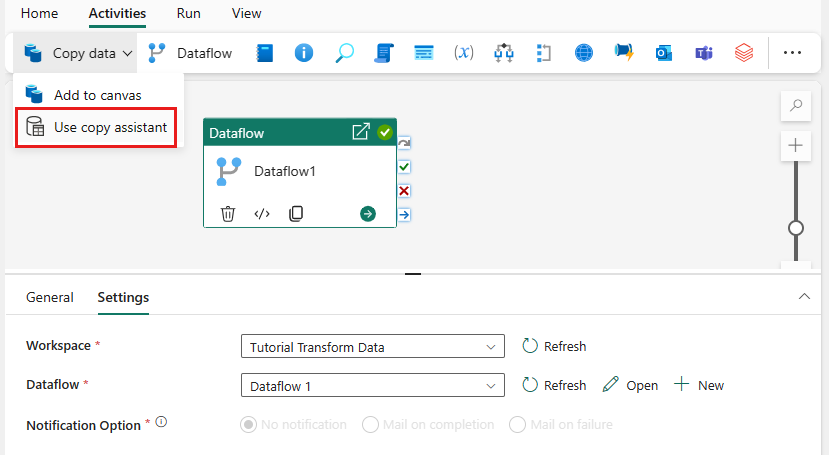 Home Activities Run View
Copy data Dataflow (x)
Add to canvas
Use copy assistant
Dataflow
Dataflow1
General Settings
Workspace * Tutorial Transform Data Refresh
Dataflow * Dataflow 1 Refresh Open New
Notification Option * No notification Mail on completion Mail on failure